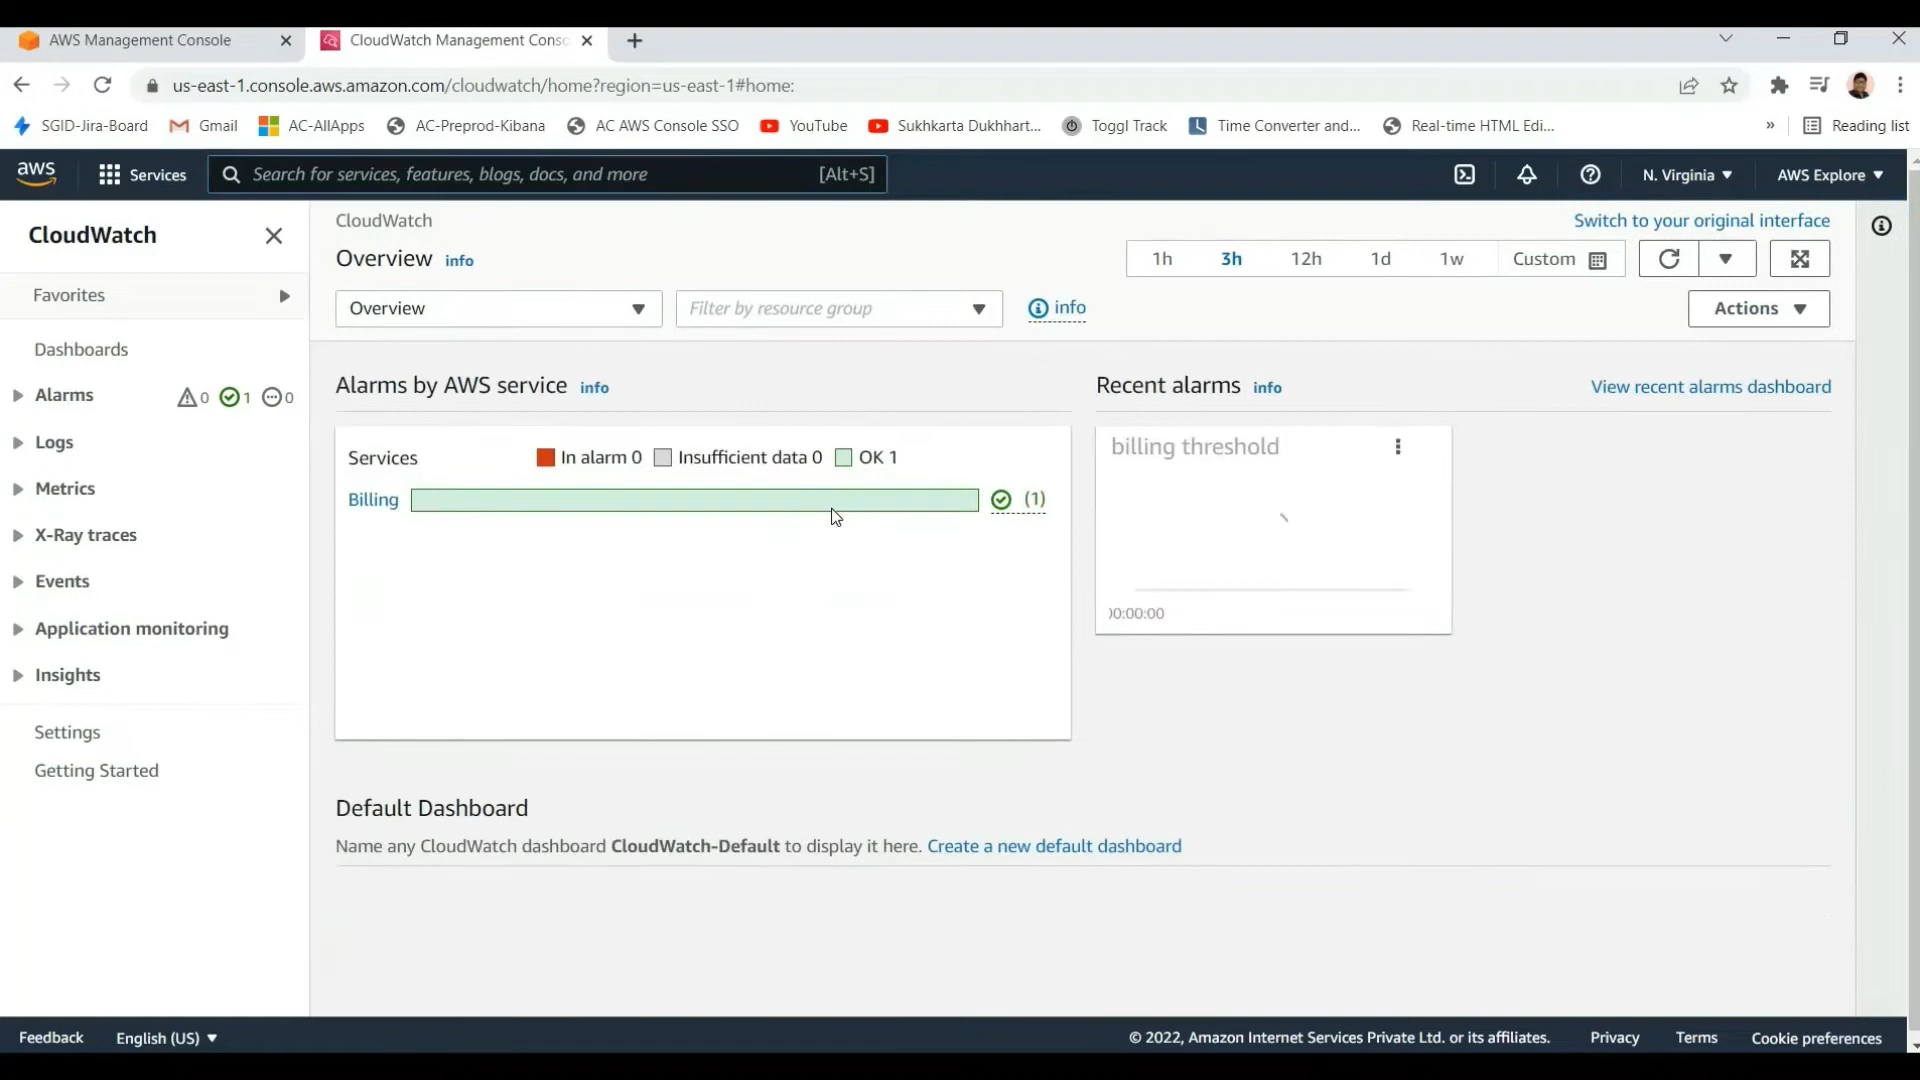 AWS Management Console
CloudWatch Management Conso
us-east-1.console.aws.amazon.com/cloudwatch/home?region=us-east-1#home:
SGID-Jira-Board Gmail AC-AllApps AC-Preprod-Kibana AC AWS Console SSO YouTube Sukhkarta Dukhhart... Toggl Track Time Converter and... Real-time HTML Edi... » Reading list
aws Services Search for services, features, blogs, docs, and more [Alt+S] N. Virginia AWS Explore
CloudWatch
Favorites
Dashboards
Alarms 0 1 0
Logs
Metrics
X-Ray traces
Events
Application monitoring
Insights
Settings
Getting Started
CloudWatch
Switch to your original interface
Overview info
1h 3h 12h 1d 1w Custom
Overview
Filter by resource group
info
Actions
Alarms by AWS service info
Services In alarm 0 Insufficient data 0 OK 1
Billing (1)
Recent alarms info
View recent alarms dashboard
billing threshold
00:00:00
Default Dashboard
Name any CloudWatch dashboard CloudWatch-Default to display it here. Create a new default dashboard
Feedback English (US) © 2022, Amazon Internet Services Private Ltd. or its affiliates. Privacy Terms Cookie preferences